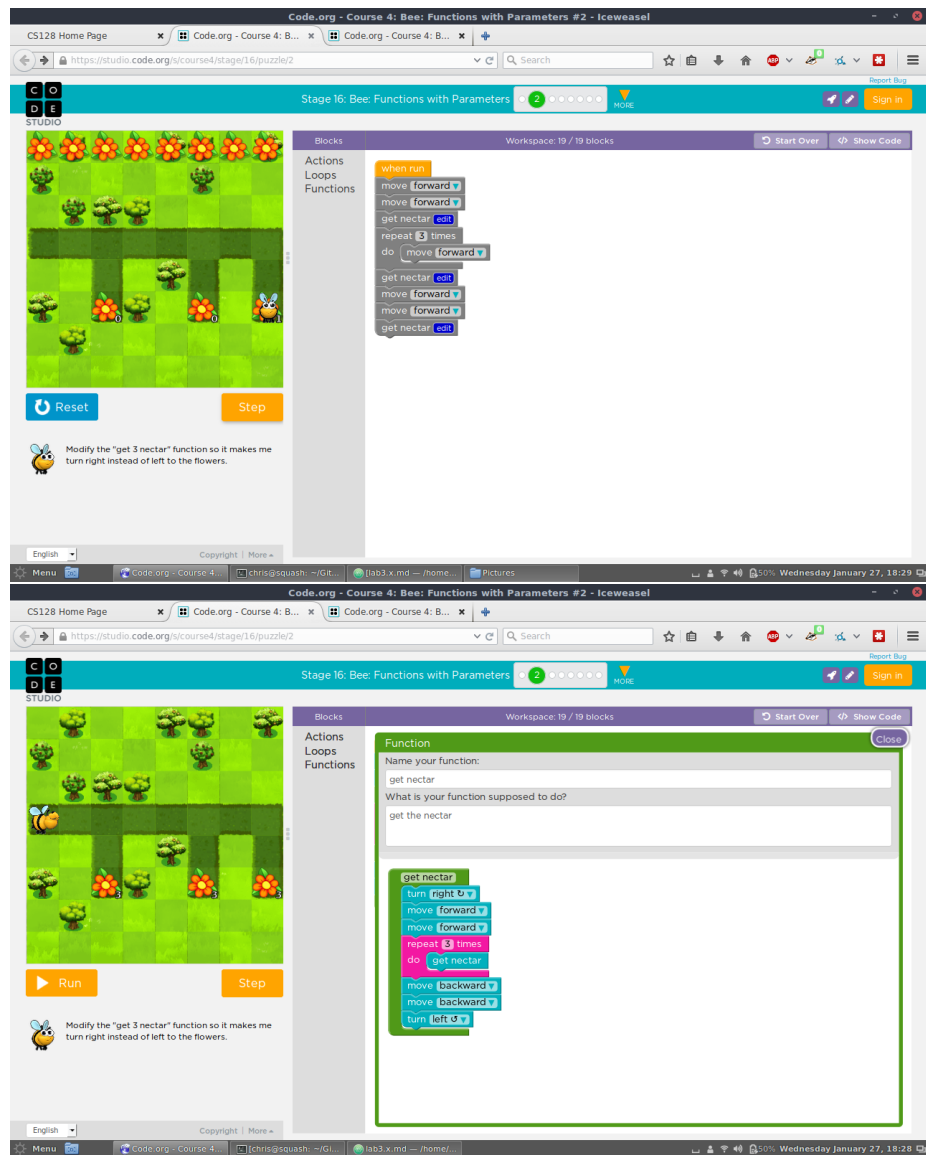 Code.org - Course 4: Bee: Functions with Parameters #2 - Iceweasel
CS128 Home Page
Code.org - Course 4: B...
Code.org - Course 4: B...
https://studio.code.org/s/course4/stage/16/puzzle/2
Search
ABP
Report Bug
C O
D E
STUDIO
Stage 16: Bee: Functions with Parameters
2
MORE
Sign in
Blocks
Workspace: 19 / 19 blocks
Start Over
</> Show Code
Actions
Loops
Functions
when run
move forward
move forward
get nectar edit
repeat 3 times
do move forward
get nectar edit
move forward
move forward
get nectar edit
0
0
Reset
Step
Modify the "get 3 nectar" function so it makes me
turn right instead of left to the flowers.
English
Copyright | More
Menu
Code.org - Course 4...
[chris@squash: ~/Git...
[lab3.x.md — /home...
Pictures
50% Wednesday January 27, 18:29
Code.org - Course 4: Bee: Functions with Parameters #2 - Iceweasel
CS128 Home Page
Code.org - Course 4: B...
Code.org - Course 4: B...
https://studio.code.org/s/course4/stage/16/puzzle/2
Search
ABP
Report Bug
C O
D E
STUDIO
Stage 16: Bee: Functions with Parameters
2
MORE
Sign in
Blocks
Workspace: 19 / 19 blocks
Start Over
</> Show Code
Actions
Loops
Functions
Function
Close
Name your function:
get nectar
What is your function supposed to do?
get the nectar
get nectar
turn right
move forward
move forward
repeat 3 times
do get nectar
move backward
move backward
turn left
3
3
3
Run
Step
Modify the "get 3 nectar" function so it makes me
turn right instead of left to the flowers.
English
Copyright | More
Menu
Code.org - Course 4...
[chris@squash: ~/Gi...
lab3.x.md — /home/...
50% Wednesday January 27, 18:28